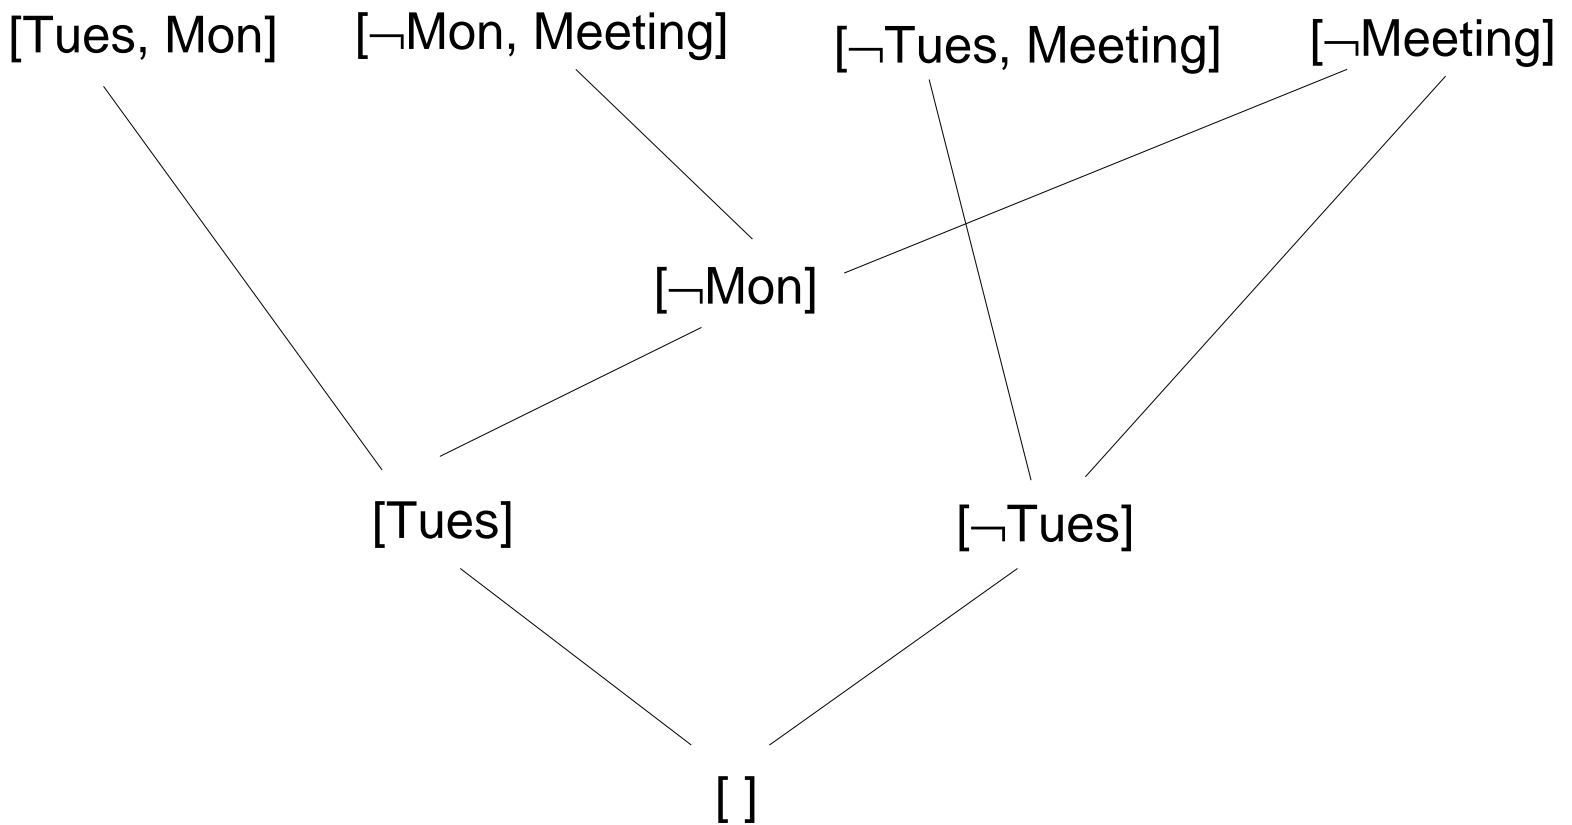 [Tues, Mon]
[¬Mon, Meeting]
[¬Tues, Meeting]
[¬Meeting]
[¬Mon]
[Tues]
[¬Tues]
[ ]